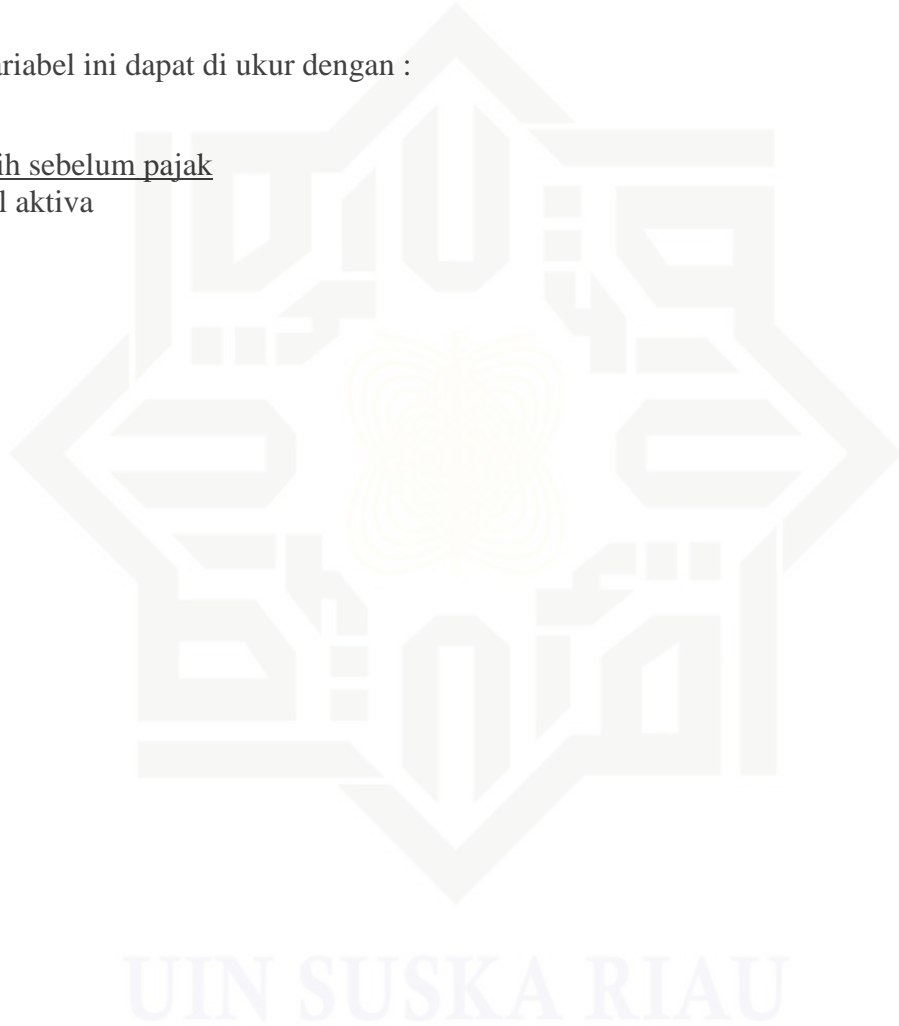 ariabel ini dapat di ukur dengan :
ih sebelum pajak
l aktiva
UIN SUSKA RIAU